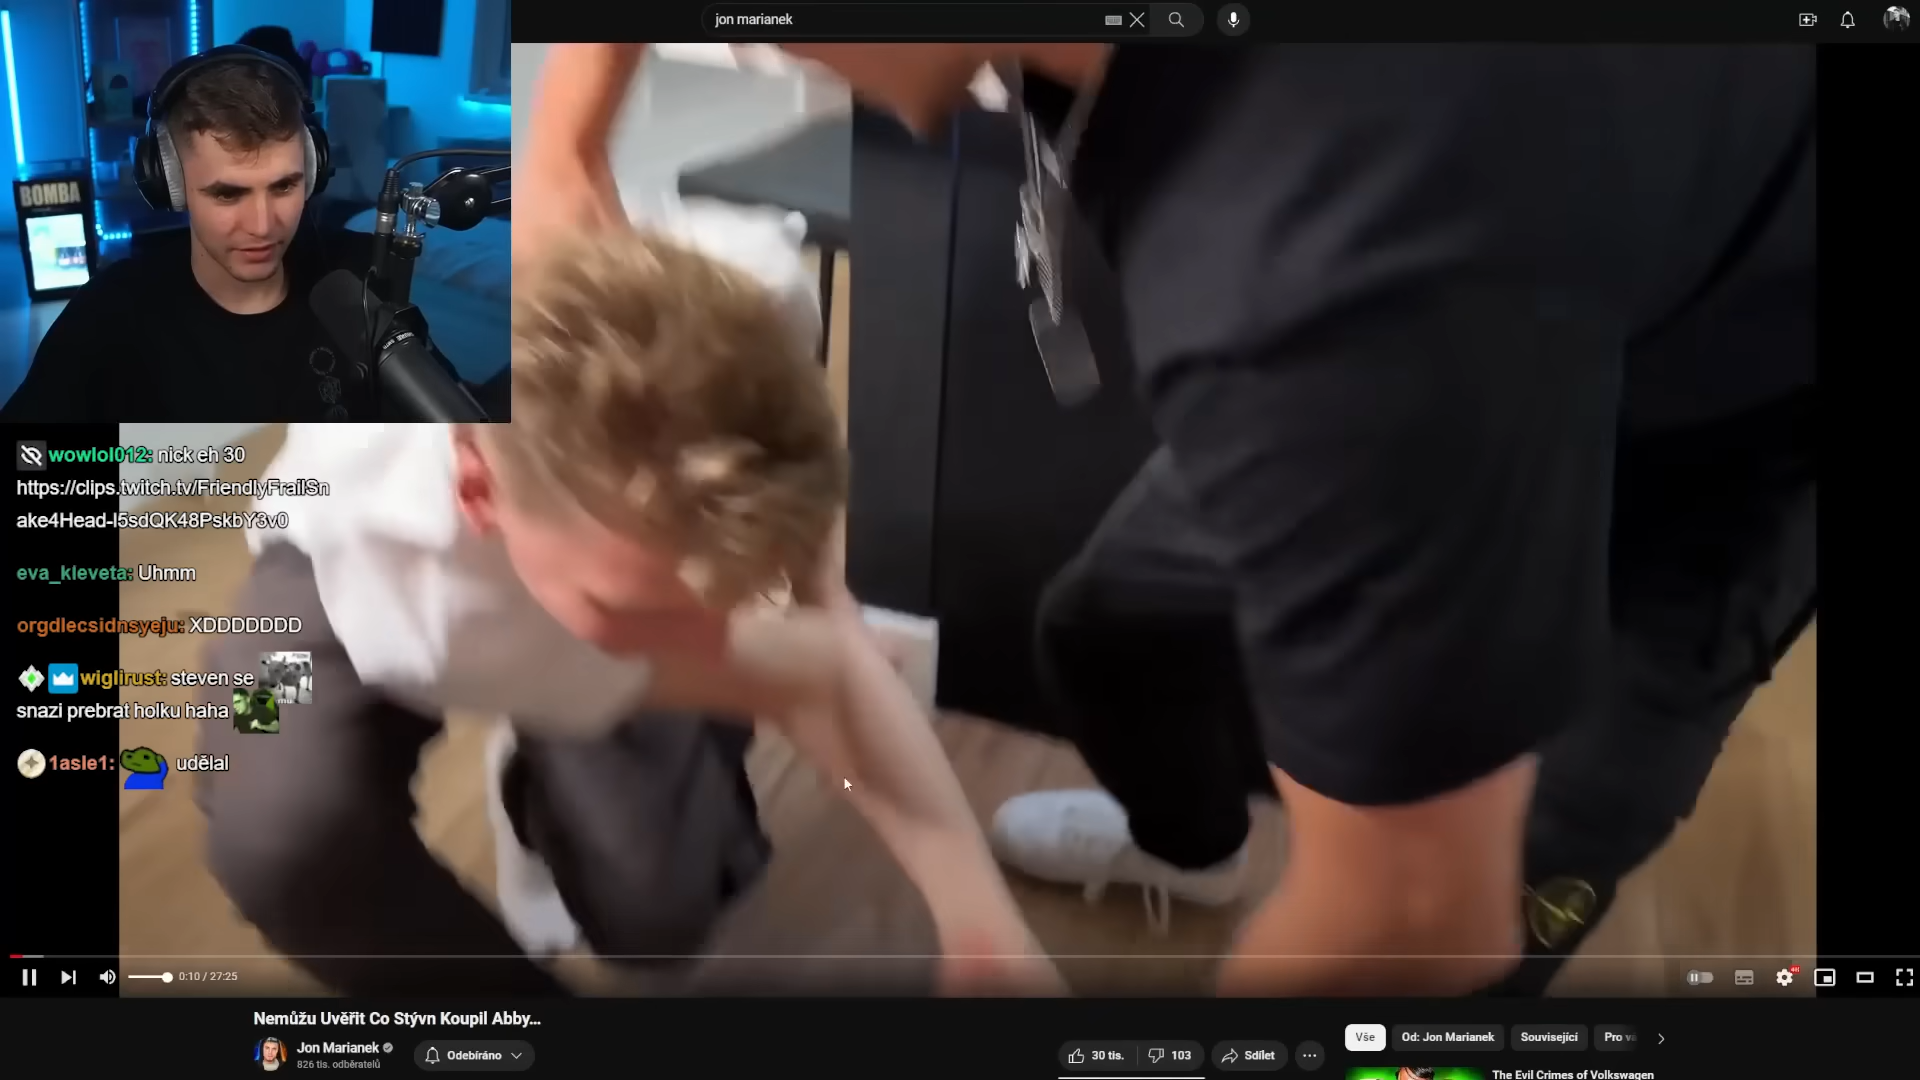 jon marianek
BOMBA
wowlol012: nick eh 30
https://clips.twitch.tv/FriendlyFrailSn
ake4Head-I5sdQK48PskbY3v0
eva_kleveta: Uhmm
orgdlecsidnsyeju: XDDDDDDD
wiglirust: steven se
snazi prebrat holku haha
1asle1: udělal
0:10 / 27:25
Nemůžu Uvěřit Co Stývn Koupil Abby...
Jon Marianek
826 tis. odběratelů
Odebíráno
30 tis.
103
Sdílet
Vše
Od: Jon Marianek
Související
Pro
The Evil Crimes of Volkswagen